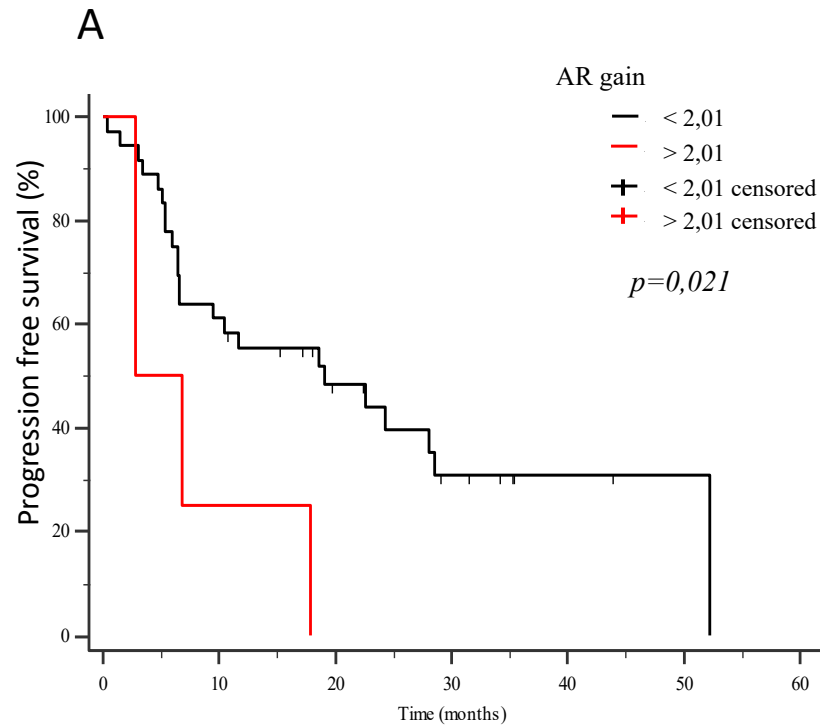 A
AR gain
< 2,01
> 2,01
< 2,01 censored
> 2,01 censored
p=0,021
Progression free survival (%)
100
80
60
40
20
0
0 10 20 30 40 50 60
Time (months)